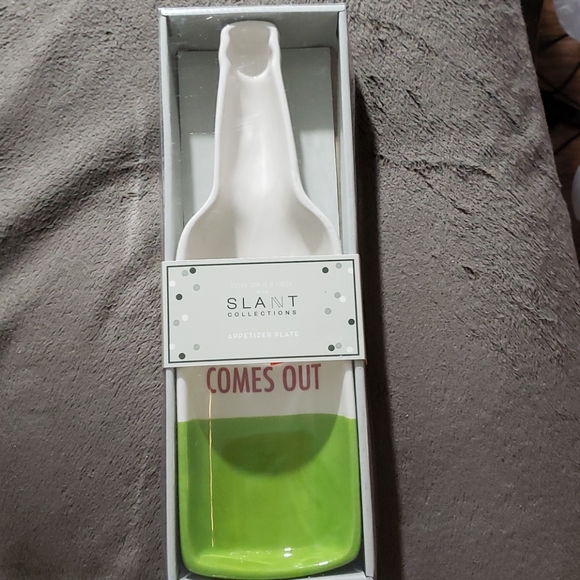 SLANT
COLLECTIONS
APPETIZER PLATE
COMES OUT